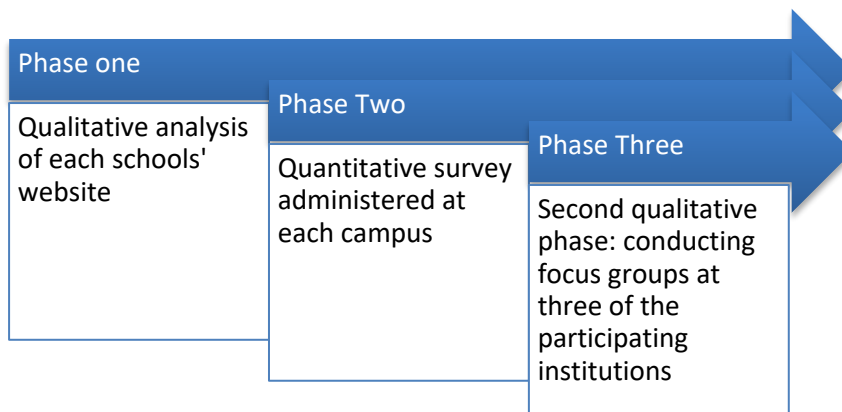 Phase one
Qualitative analysis
of each schools'
website
Phase Two
Quantitative survey
administered at
each campus
Phase Three
Second qualitative
phase: conducting
focus groups at
three of the
participating
institutions